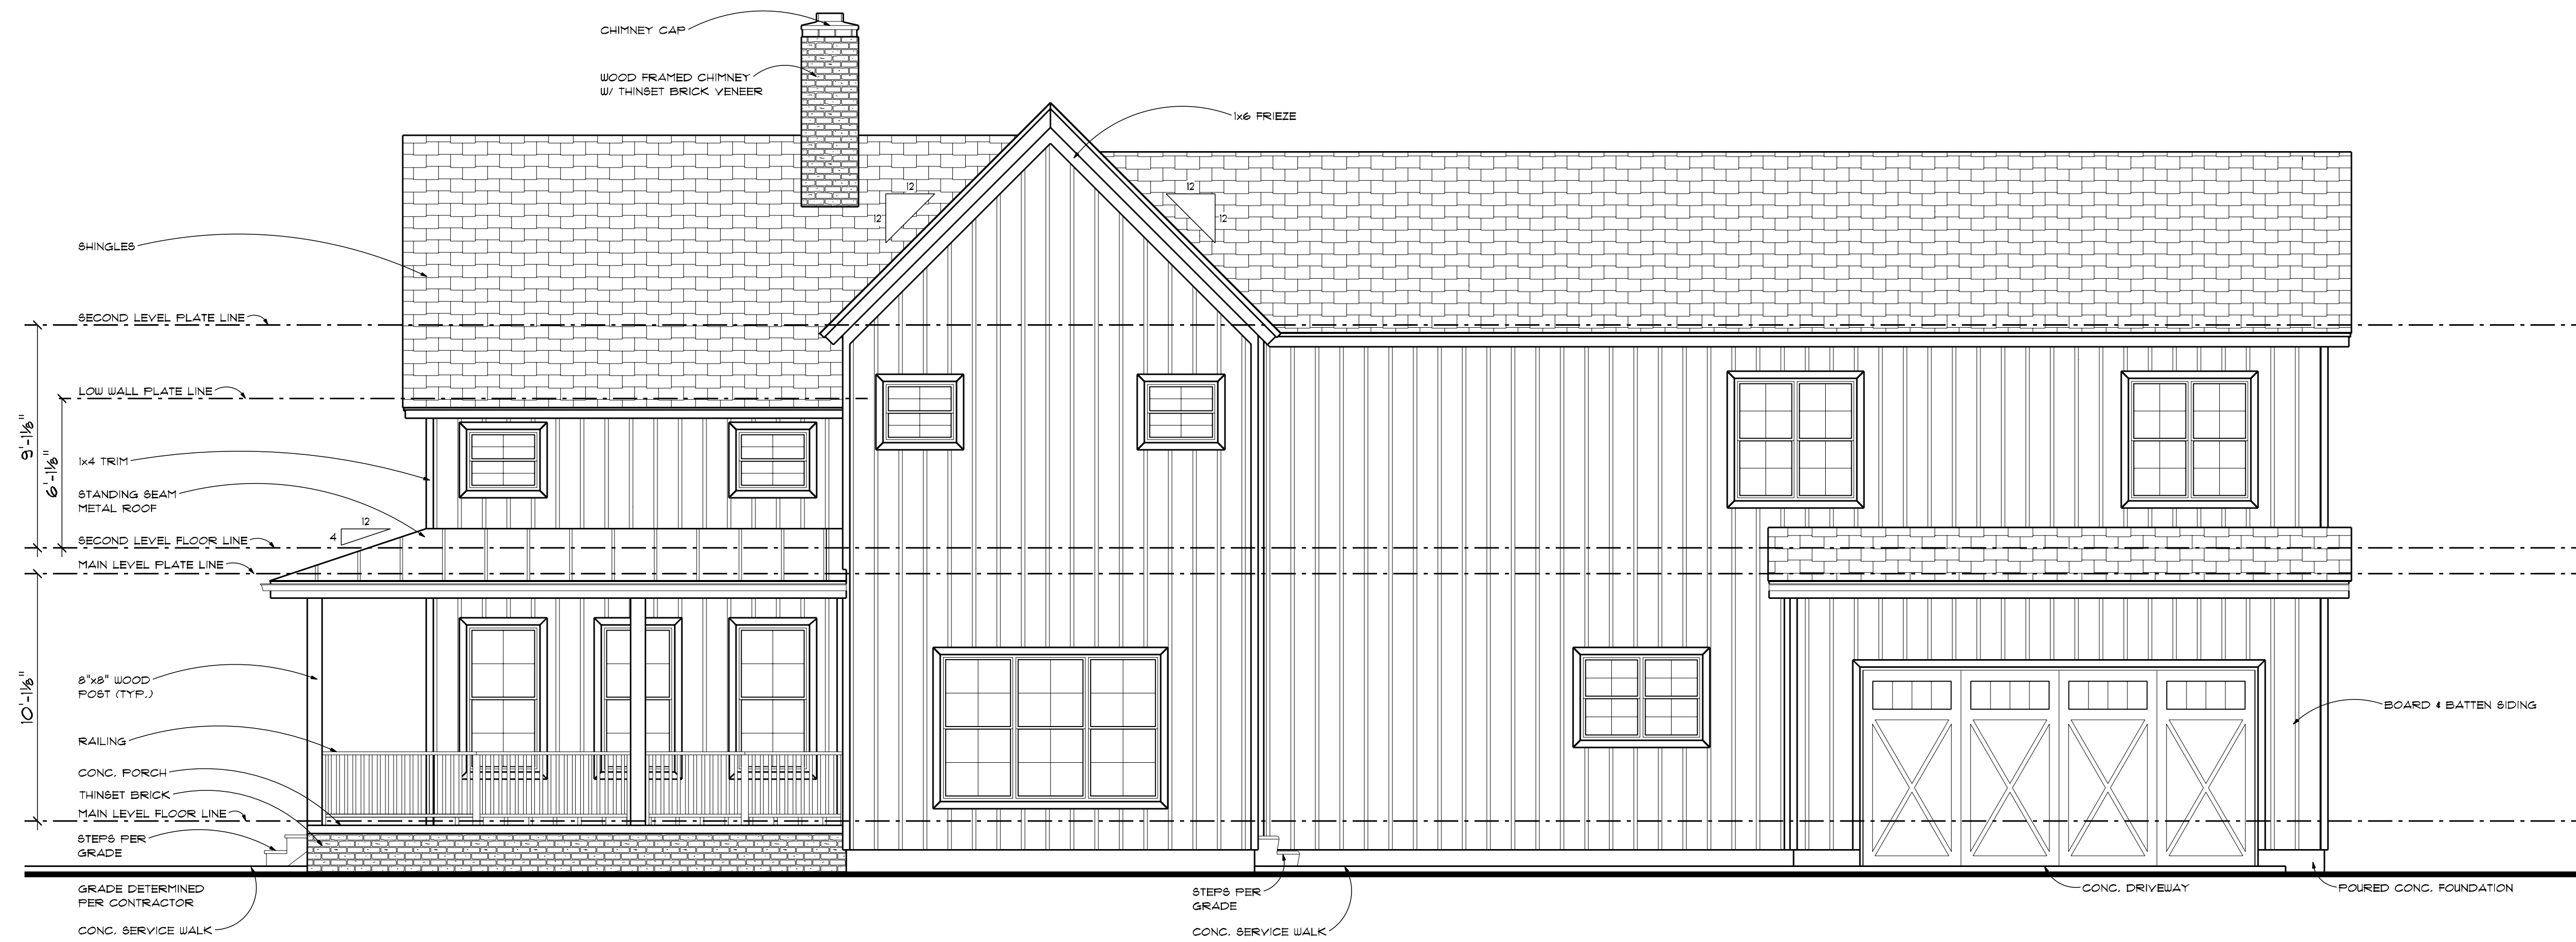 CHIMNEY CAP
WOOD FRAMED CHIMNEY
W/ THINSET BRICK VENEER
1x6 FRIEZE
12
12
12
12
SHINGLES
SECOND LEVEL PLATE LINE
LOW WALL PLATE LINE
9'-1⅛"
6'-1⅛"
1x4 TRIM
STANDING SEAM
METAL ROOF
12
4
SECOND LEVEL FLOOR LINE
MAIN LEVEL PLATE LINE
10'-1⅛"
8"x8" WOOD
POST (TYP.)
BOARD & BATTEN SIDING
RAILING
CONC. PORCH
THINSET BRICK
MAIN LEVEL FLOOR LINE
STEPS PER
GRADE
GRADE DETERMINED
PER CONTRACTOR
CONC. SERVICE WALK
STEPS PER
GRADE
CONC. SERVICE WALK
CONC. DRIVEWAY
POURED CONC. FOUNDATION